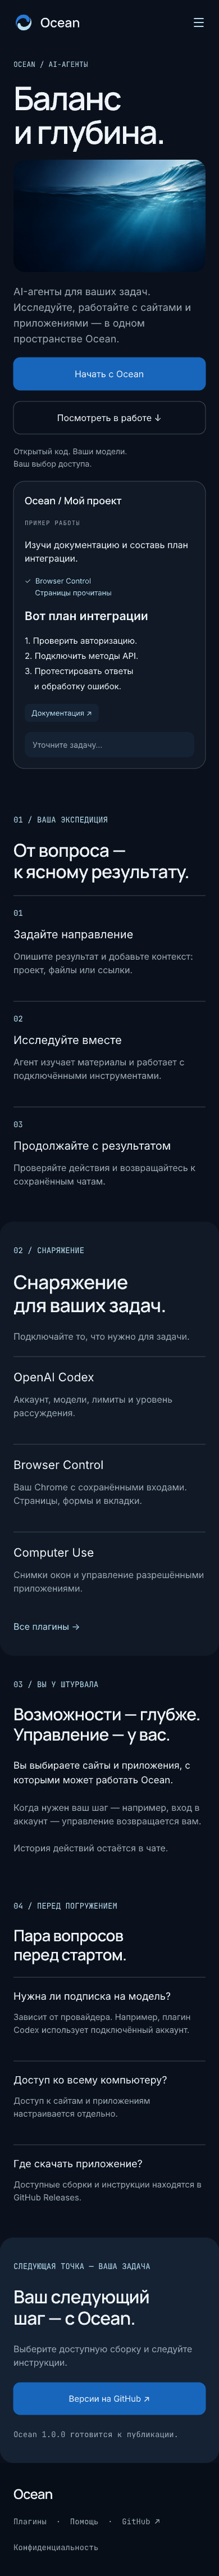 Ocean
OCEAN / AI-АГЕНТЫ
Баланс
и глубина.
AI-агенты для ваших задач.
Исследуйте, работайте с сайтами и
приложениями — в одном
пространстве Ocean.
Начать с Ocean
Посмотреть в работе ↓
Открытый код. Ваши модели.
Ваш выбор доступа.
Ocean / Мой проект
ПРИМЕР РАБОТЫ
Изучи документацию и составь план
интеграции.
✓ Browser Control
Страницы прочитаны
Вот план интеграции
1. Проверить авторизацию.
2. Подключить методы API.
3. Протестировать ответы
и обработку ошибок.
Документация ↗
Уточните задачу...
01 / ВАША ЭКСПЕДИЦИЯ
От вопроса —
к ясному результату.
01
Задайте направление
Опишите результат и добавьте контекст:
проект, файлы или ссылки.
02
Исследуйте вместе
Агент изучает материалы и работает с
подключёнными инструментами.
03
Продолжайте с результатом
Проверяйте действия и возвращайтесь к
сохранённым чатам.
02 / СНАРЯЖЕНИЕ
Снаряжение
для ваших задач.
Подключайте то, что нужно для задачи.
OpenAI Codex
Аккаунт, модели, лимиты и уровень
рассуждения.
Browser Control
Ваш Chrome с сохранёнными входами.
Страницы, формы и вкладки.
Computer Use
Снимки окон и управление разрешёнными
приложениями.
Все плагины →
03 / ВЫ У ШТУРВАЛА
Возможности — глубже.
Управление — у вас.
Вы выбираете сайты и приложения, с
которыми может работать Ocean.
Когда нужен ваш шаг — например, вход в
аккаунт — управление возвращается вам.
История действий остаётся в чате.
04 / ПЕРЕД ПОГРУЖЕНИЕМ
Пара вопросов
перед стартом.
Нужна ли подписка на модель?
Зависит от провайдера. Например, плагин
Codex использует подключённый аккаунт.
Доступ ко всему компьютеру?
Доступ к сайтам и приложениям
настраивается отдельно.
Где скачать приложение?
Доступные сборки и инструкции находятся в
GitHub Releases.
СЛЕДУЮЩАЯ ТОЧКА — ВАША ЗАДАЧА
Ваш следующий
шаг — с Ocean.
Выберите доступную сборку и следуйте
инструкции.
Версии на GitHub ↗
Ocean 1.0.0 готовится к публикации.
Ocean
Плагины · Помощь · GitHub ↗
Конфиденциальность